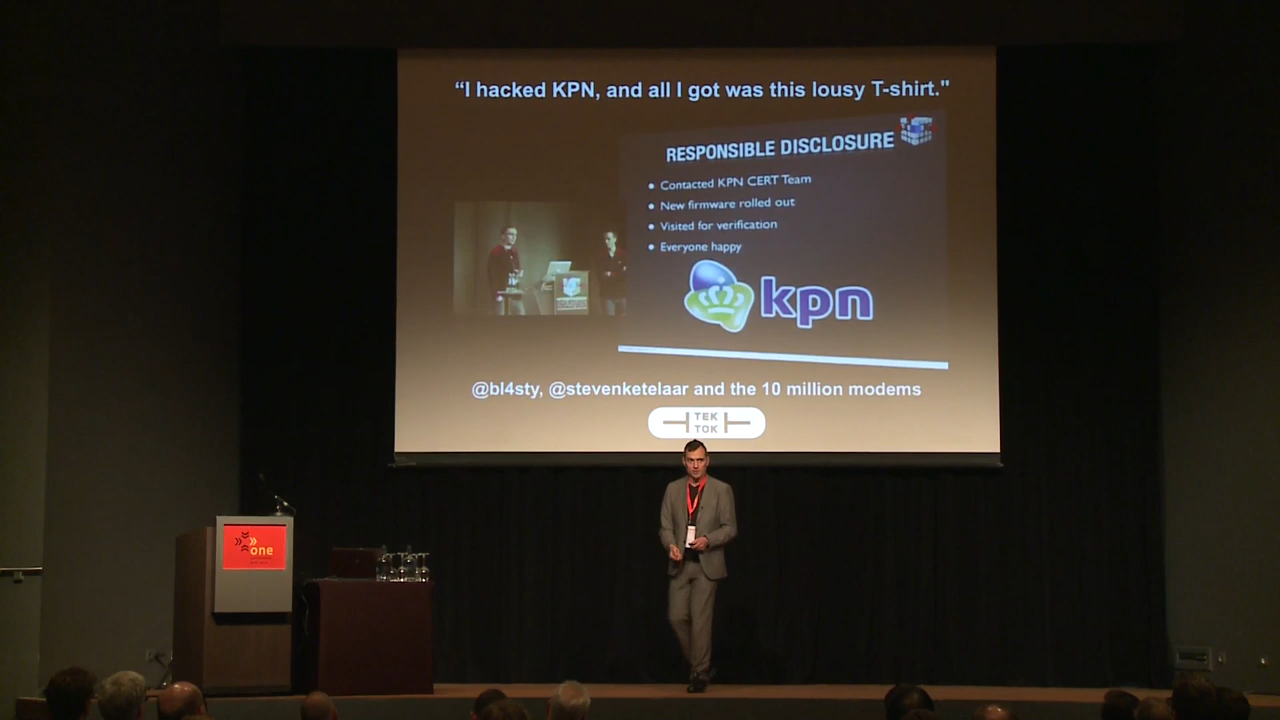 “I hacked KPN, and all I got was this lousy T-shirt."
RESPONSIBLE DISCLOSURE
• Contacted KPN CERT Team
• New firmware rolled out
• Visited for verification
• Everyone happy
kpn
@bl4sty, @stevenketelaar and the 10 million modems
TEK
TOK
one